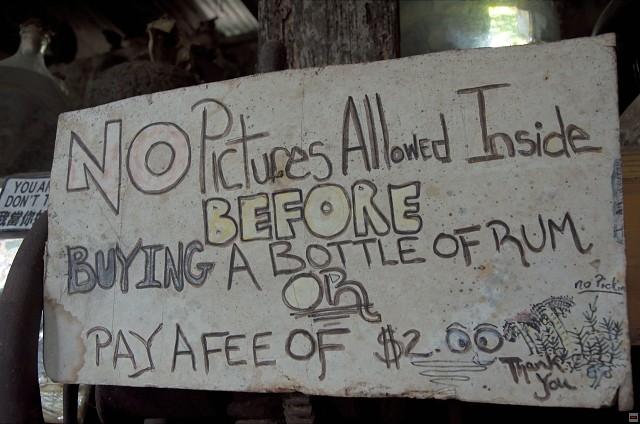 NO Pictures Allowed Inside
BEFORE
BUYING A BOTTLE OF RUM
OR
PAY A FEE OF $2.00
Thank
You
no
YOU
DON'T